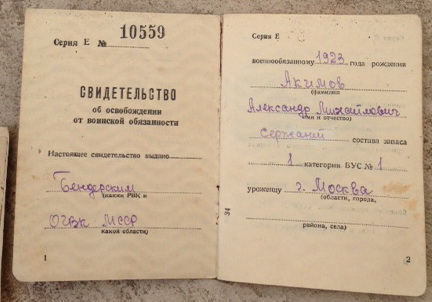 Серия Е № 10559
СВИДЕТЕЛЬСТВО
об освобождении
от воинской обязанности
Настоящее свидетельство выдано
Бендерским
(каким РВК и
ОГВК МССР
какой области)
1
Серия Е
военнообязанному 1923 года рождения
Акимов
(фамилия
Александр Михайлович
имя и отчество)
сержант состава запаса
1 категории ВУС № 1
уроженцу г. Москва
(области, города,
района, села)
34
2